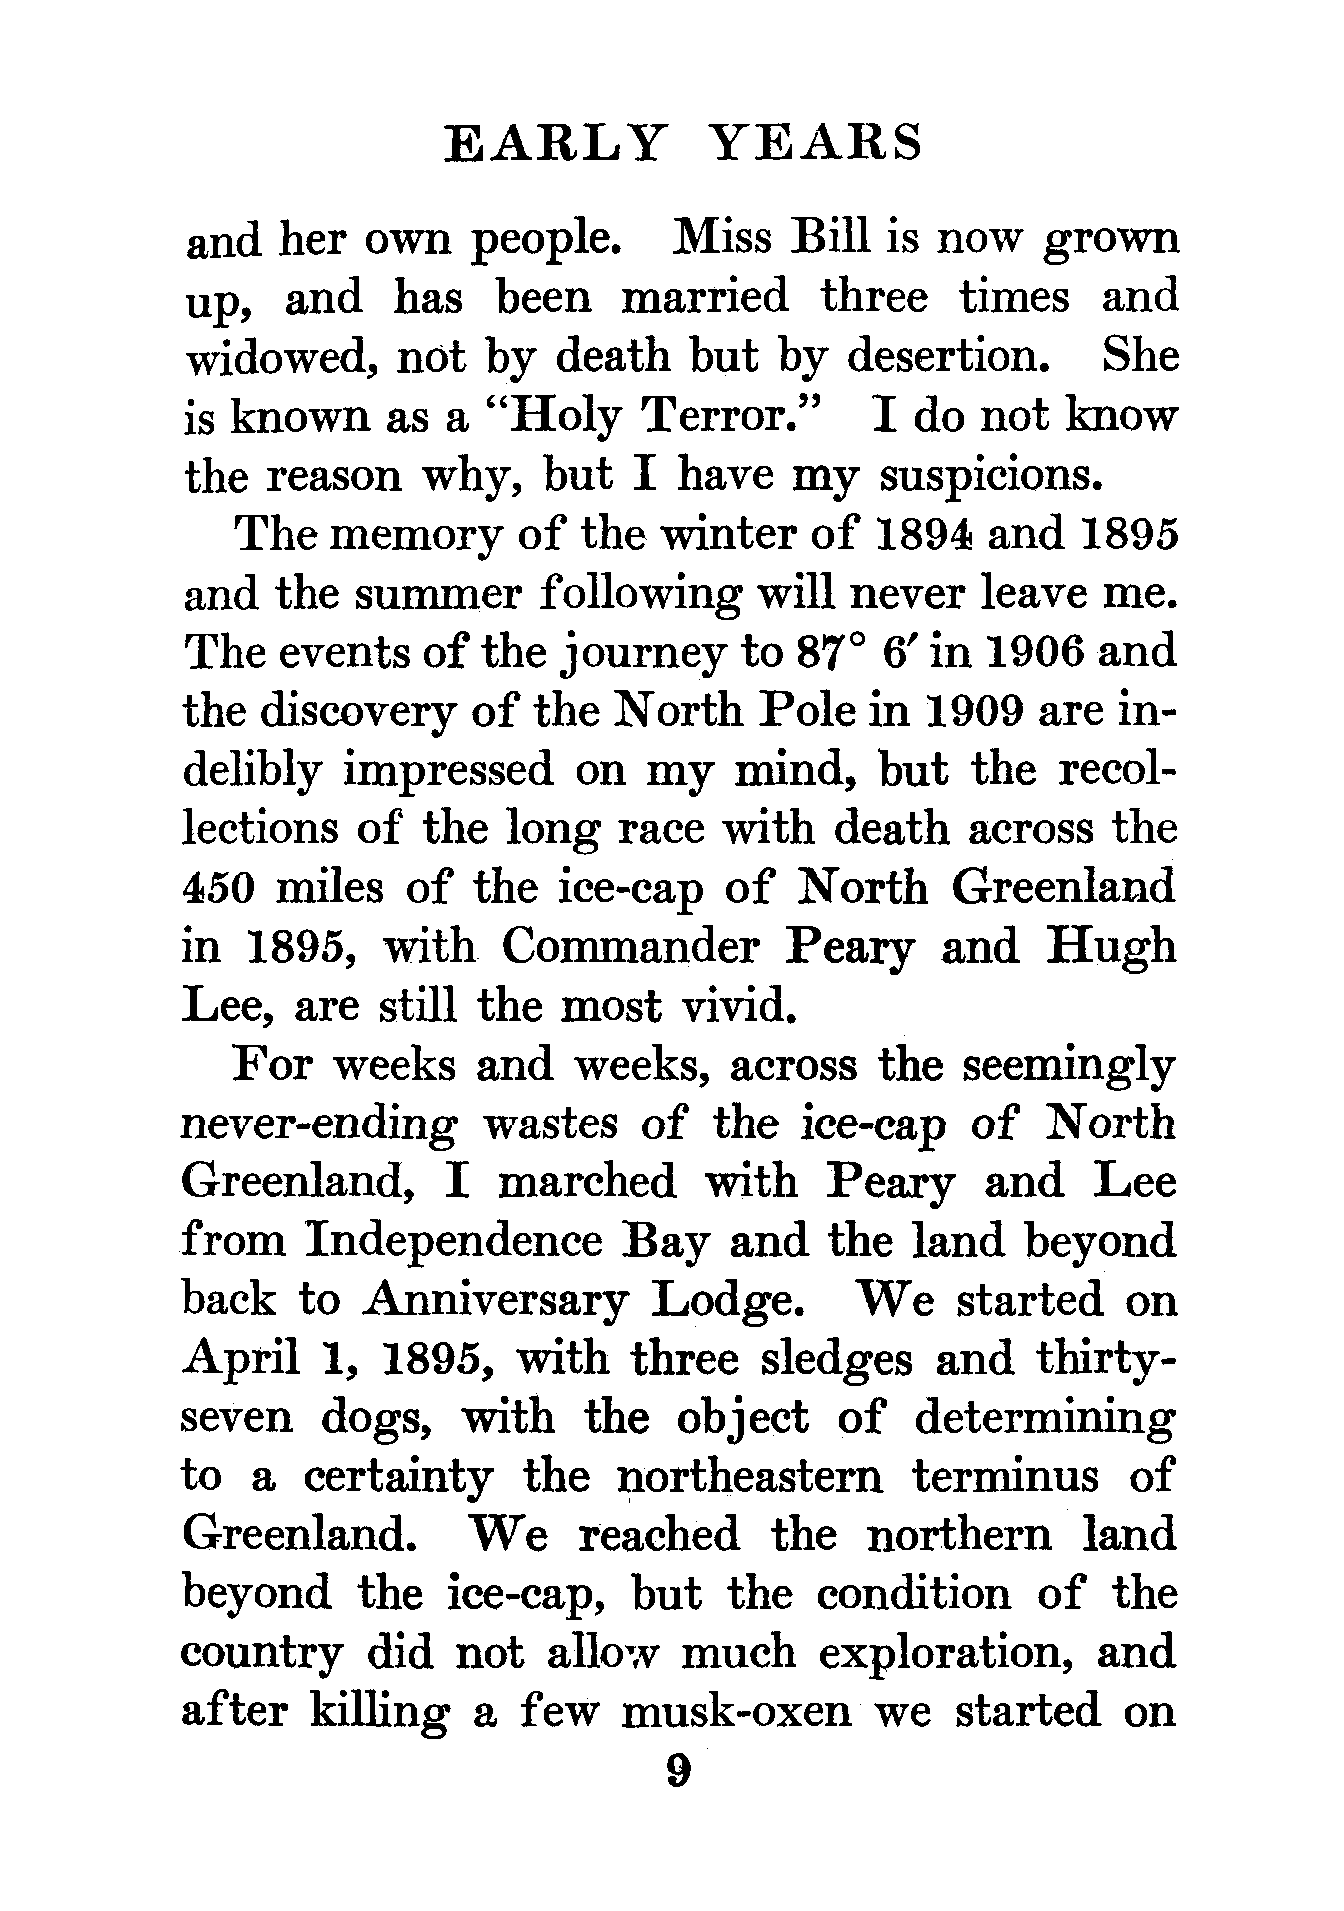 EARLY YEARS
and her own people. Miss Bill is now grown
up, and has been married three times and
widowed, not by death but by desertion. She
is known as a “Holy Terror.” I do not know
the reason why, but I have my suspicions.
The memory of the winter of 1894 and 1895
and the summer following will never leave me.
The events of the journey to 87° 6′ in 1906 and
the discovery of the North Pole in 1909 are in-
delibly impressed on my mind, but the recol-
lections of the long race with death across the
450 miles of the ice-cap of North Greenland
in 1895, with Commander Peary and Hugh
Lee, are still the most vivid.
For weeks and weeks, across the seemingly
never-ending wastes of the ice-cap of North
Greenland, I marched with Peary and Lee
from Independence Bay and the land beyond
back to Anniversary Lodge. We started on
April 1, 1895, with three sledges and thirty-
seven dogs, with the object of determining
to a certainty the northeastern terminus of
Greenland. We reached the northern land
beyond the ice-cap, but the condition of the
country did not allow much exploration, and
after killing a few musk-oxen we started on
9